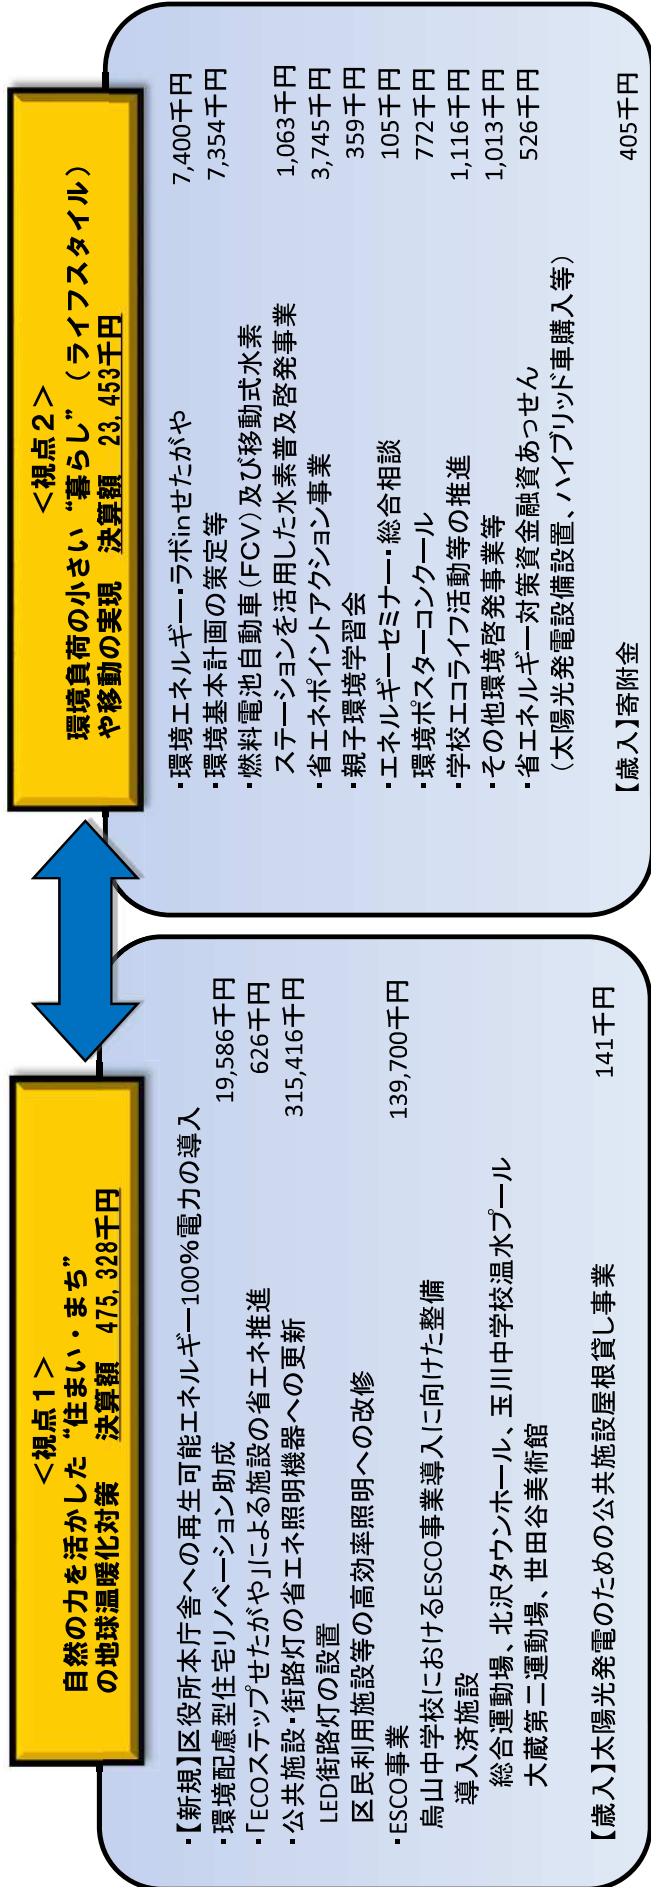 ＜視点１＞
自然の力を活かした“住まい・まち”
の地球温暖化対策　決算額　475,328千円
・【新規】区役所本庁舎への再生可能エネルギー100％電力の導入
・環境配慮型住宅リノベーション助成　19,586千円
・「ECOステップせたがや」による施設の省エネ推進　626千円
・公共施設・街路灯の省エネ照明機器への更新　315,416千円
LED街路灯の設置
区民利用施設等の高効率照明への改修
・ESCO事業　139,700千円
烏山中学校におけるESCO事業導入に向けた整備
導入済施設
総合運動場、北沢タウンホール、玉川中学校温水プール
大蔵第二運動場、世田谷美術館
【歳入】太陽光発電のための公共施設屋根貸し事業　141千円
＜視点２＞
環境負荷の小さい“暮らし”（ライフスタイル）
や移動の実現　決算額　23,453千円
・環境エネルギー・ラボinせたがや　7,400千円
・環境基本計画の策定等　7,354千円
・燃料電池自動車（FCV）及び移動式水素
ステーションを活用した水素普及啓発事業　1,063千円
・省エネポイントアクション事業　3,745千円
・親子環境学習会　359千円
・エネルギーセミナー・総合相談　105千円
・環境ポスターコンクール　772千円
・学校エコライフ活動等の推進　1,116千円
・その他環境啓発事業等　1,013千円
・省エネルギー対策資金融資あっせん　526千円
（太陽光発電設備設置、ハイブリッド車購入等）
【歳入】寄附金　405千円